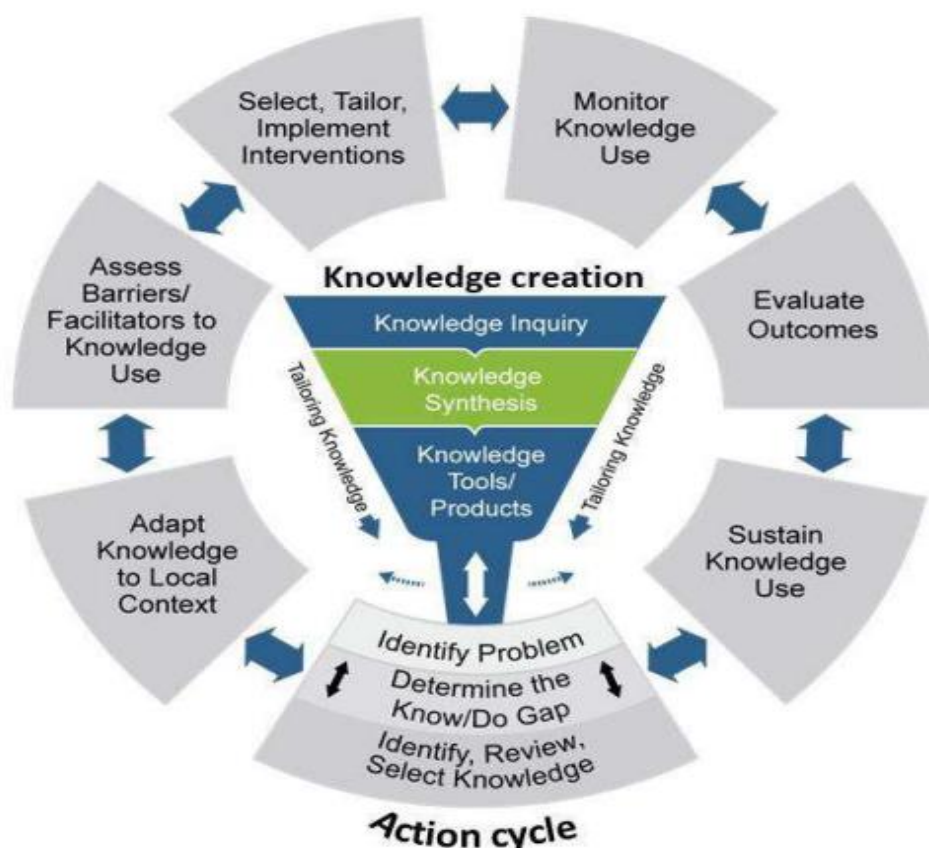 Select, Tailor,
Implement
Interventions
Monitor
Knowledge
Use
Assess
Barriers/
Facilitators to
Knowledge
Use
Knowledge creation
Knowledge Inquiry
Knowledge
Synthesis
Knowledge
Tools/
Products
Tailoring Knowledge
Tailoring Knowledge
Evaluate
Outcomes
Adapt
Knowledge
to Local
Context
Sustain
Knowledge
Use
Identify Problem
Determine the
Know/Do Gap
Identify, Review,
Select Knowledge
Action cycle